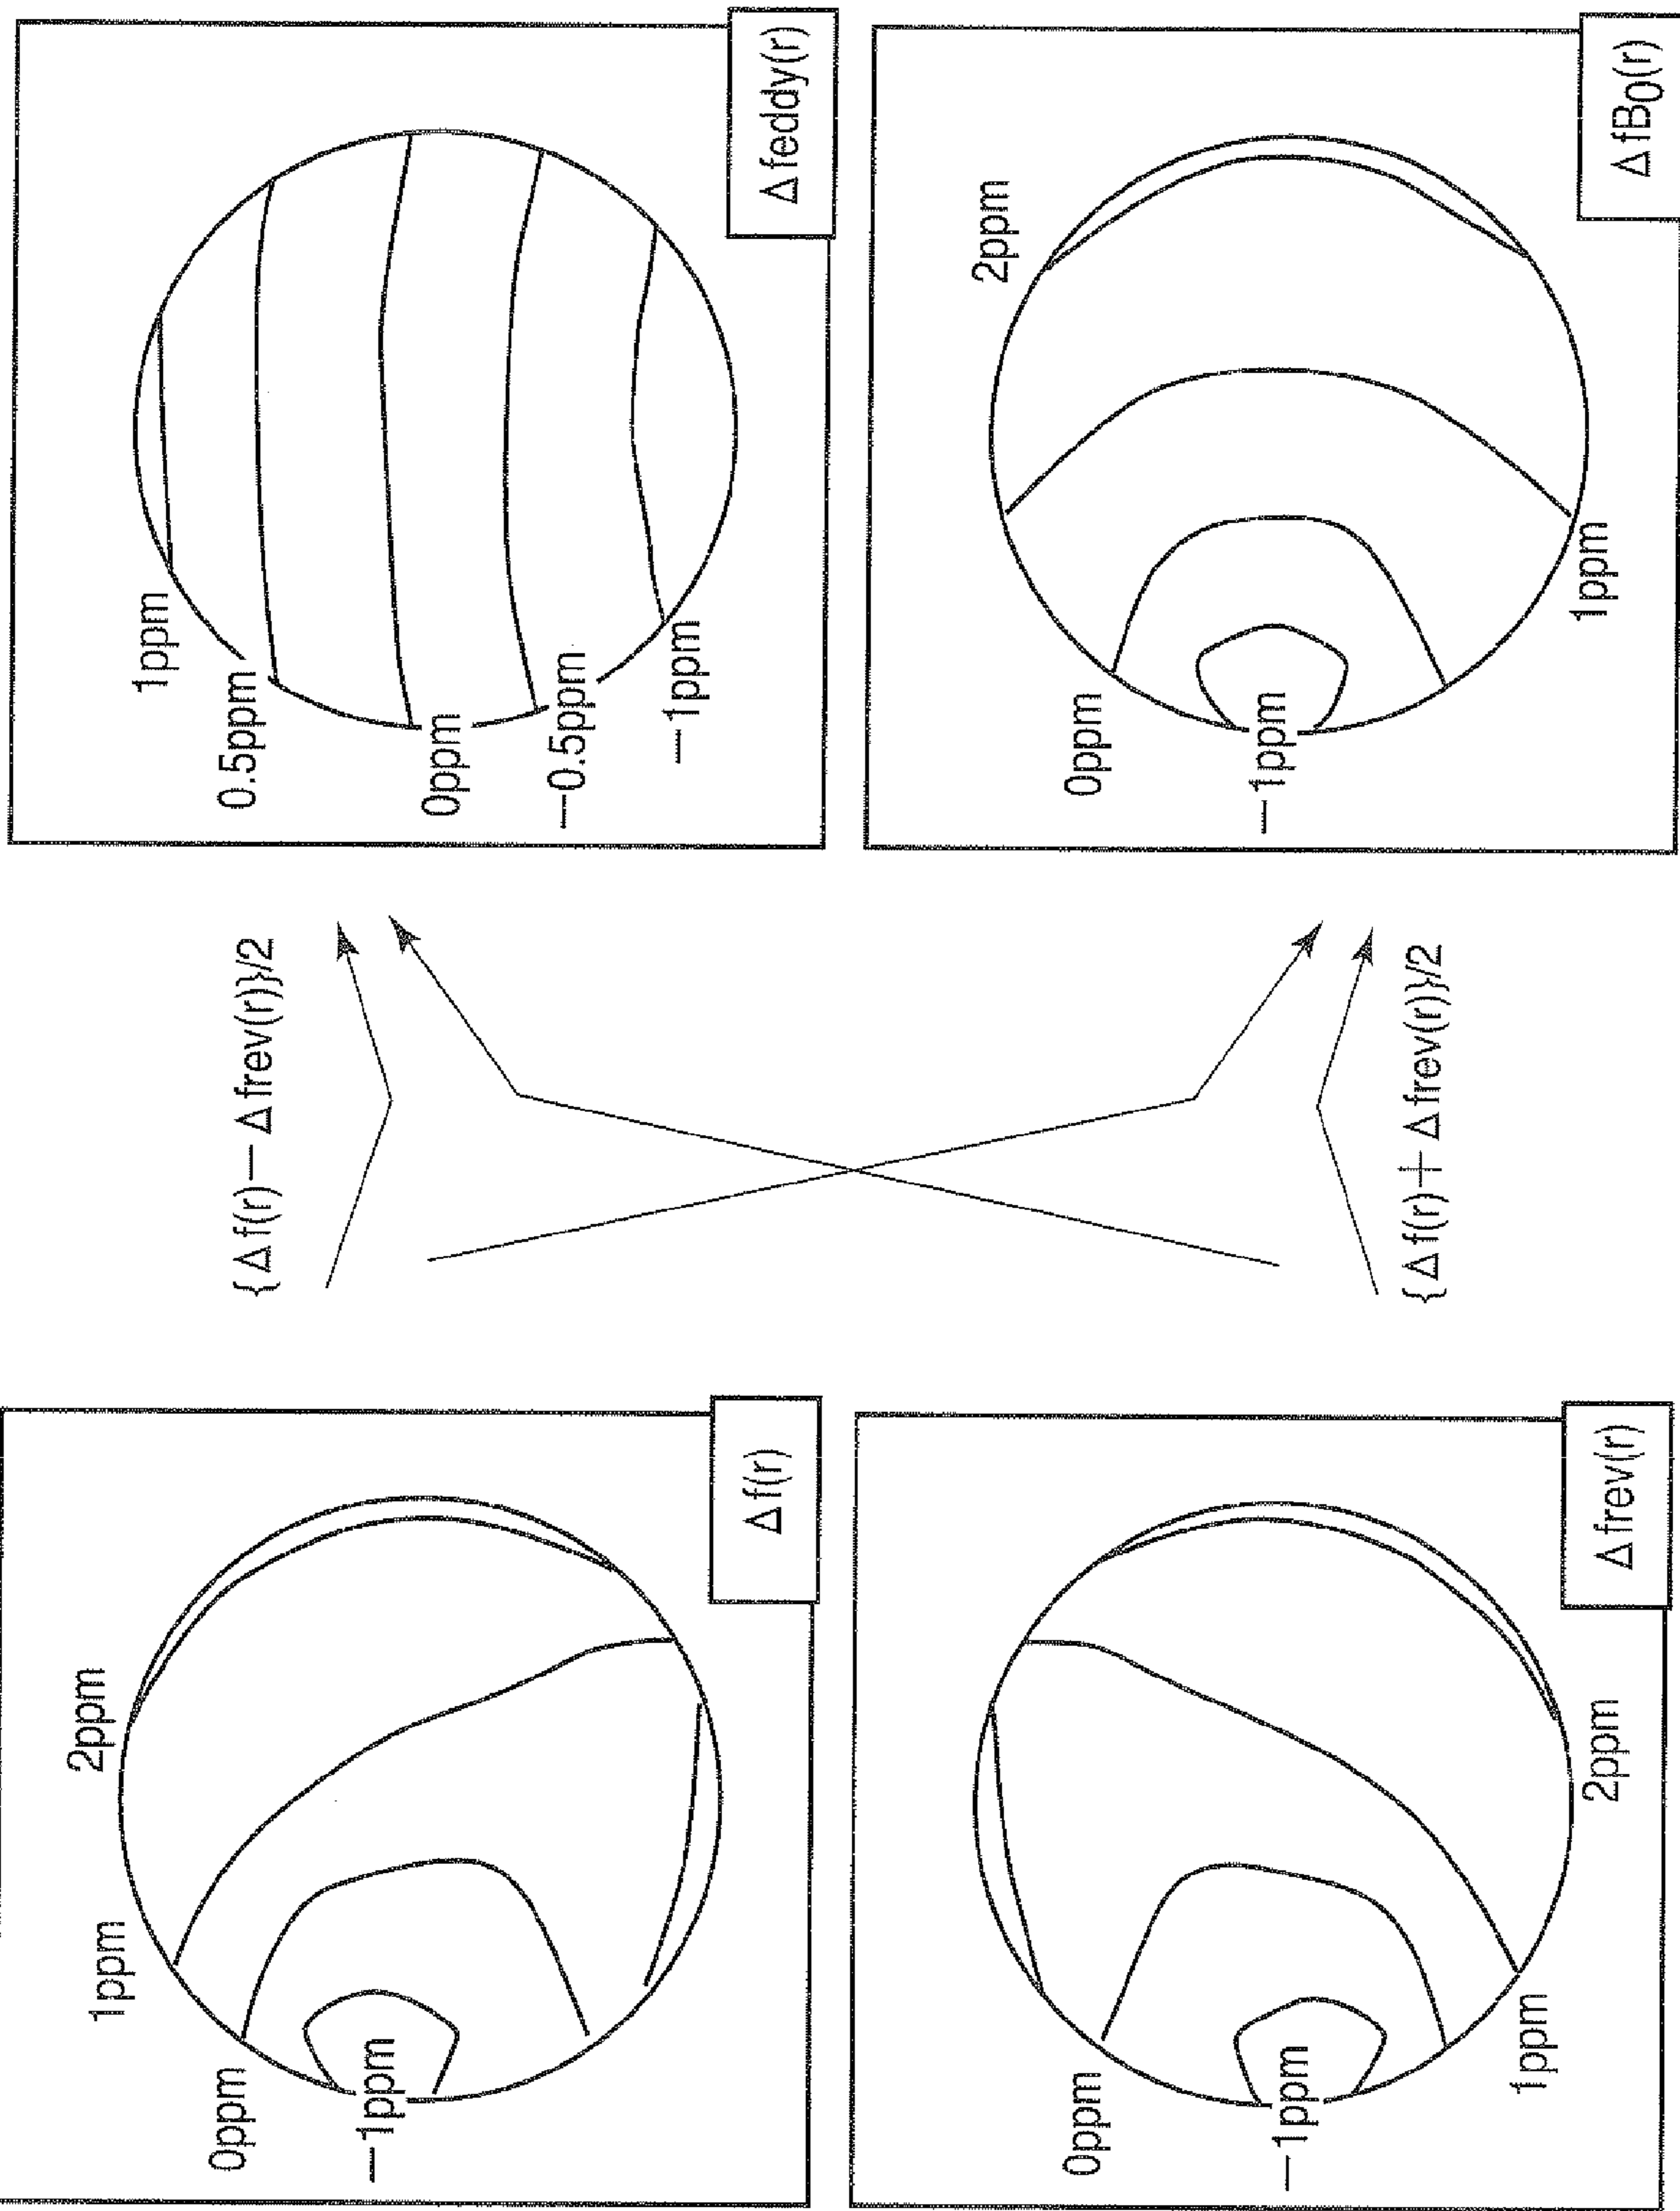 2ppm
1ppm
0ppm
−1ppm
Δf(r)
{Δf(r)−Δfrev(r)}/2
1ppm
0.5ppm
0ppm
−0.5ppm
−1ppm
Δfeddy(r)
0ppm
−1ppm
1ppm
2ppm
Δfrev(r)
{Δf(r)+Δfrev(r)}/2
2ppm
0ppm
−1ppm
1ppm
ΔfB0(r)